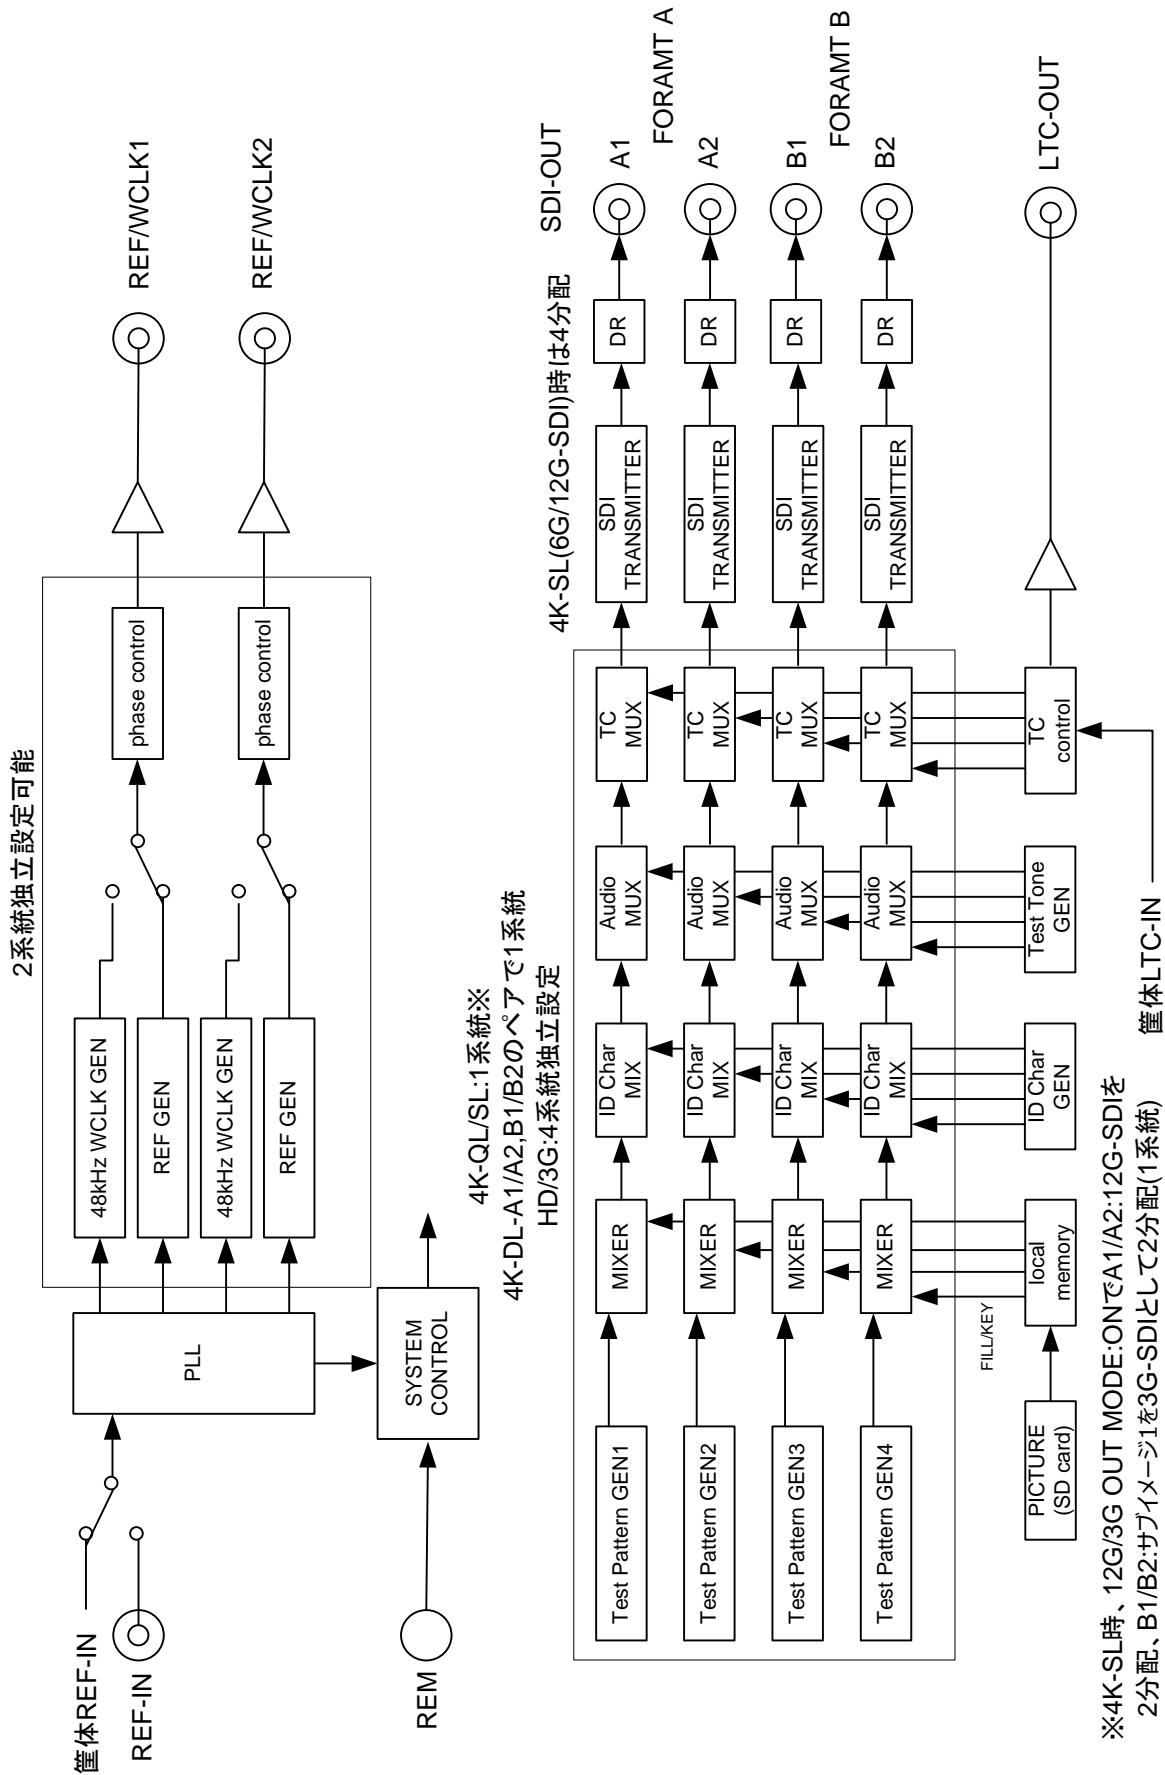 2系統独立設定可能
筐体REF-IN
REF-IN
PLL
48kHz WCLK GEN
REF GEN
48kHz WCLK GEN
REF GEN
phase control
phase control
REF/WCLK1
REF/WCLK2
REM
SYSTEM
CONTROL
4K-QL/SL:1系統※
4K-DL-A1/A2,B1/B2のペアで1系統
HD/3G:4系統独立設定
4K-SL(6G/12G-SDI)時は4分配
SDI-OUT
Test Pattern GEN1
MIXER
ID Char
MIX
Audio
MUX
TC
MUX
SDI
TRANSMITTER
DR
A1
FORAMT A
Test Pattern GEN2
MIXER
ID Char
MIX
Audio
MUX
TC
MUX
SDI
TRANSMITTER
DR
A2
Test Pattern GEN3
MIXER
ID Char
MIX
Audio
MUX
TC
MUX
SDI
TRANSMITTER
DR
B1
FORAMT B
Test Pattern GEN4
MIXER
ID Char
MIX
Audio
MUX
TC
MUX
SDI
TRANSMITTER
DR
B2
FILL/KEY
PICTURE
(SD card)
local
memory
ID Char
GEN
Test Tone
GEN
TC
control
LTC-OUT
筐体LTC-IN
※4K-SL時、12G/3G OUT MODE:ONでA1/A2:12G-SDIを
2分配、B1/B2:サブイメージ1を3G-SDIとして2分配(1系統)